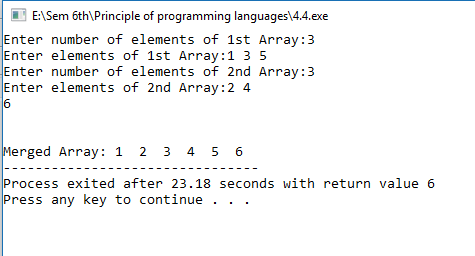 E:\Sem 6th\Principle of programming languages\4.4.exe
Enter number of elements of 1st Array:3
Enter elements of 1st Array:1 3 5
Enter number of elements of 2nd Array:3
Enter elements of 2nd Array:2 4
6
Merged Array: 1  2  3  4  5  6
--------------------------------
Process exited after 23.18 seconds with return value 6
Press any key to continue . . .